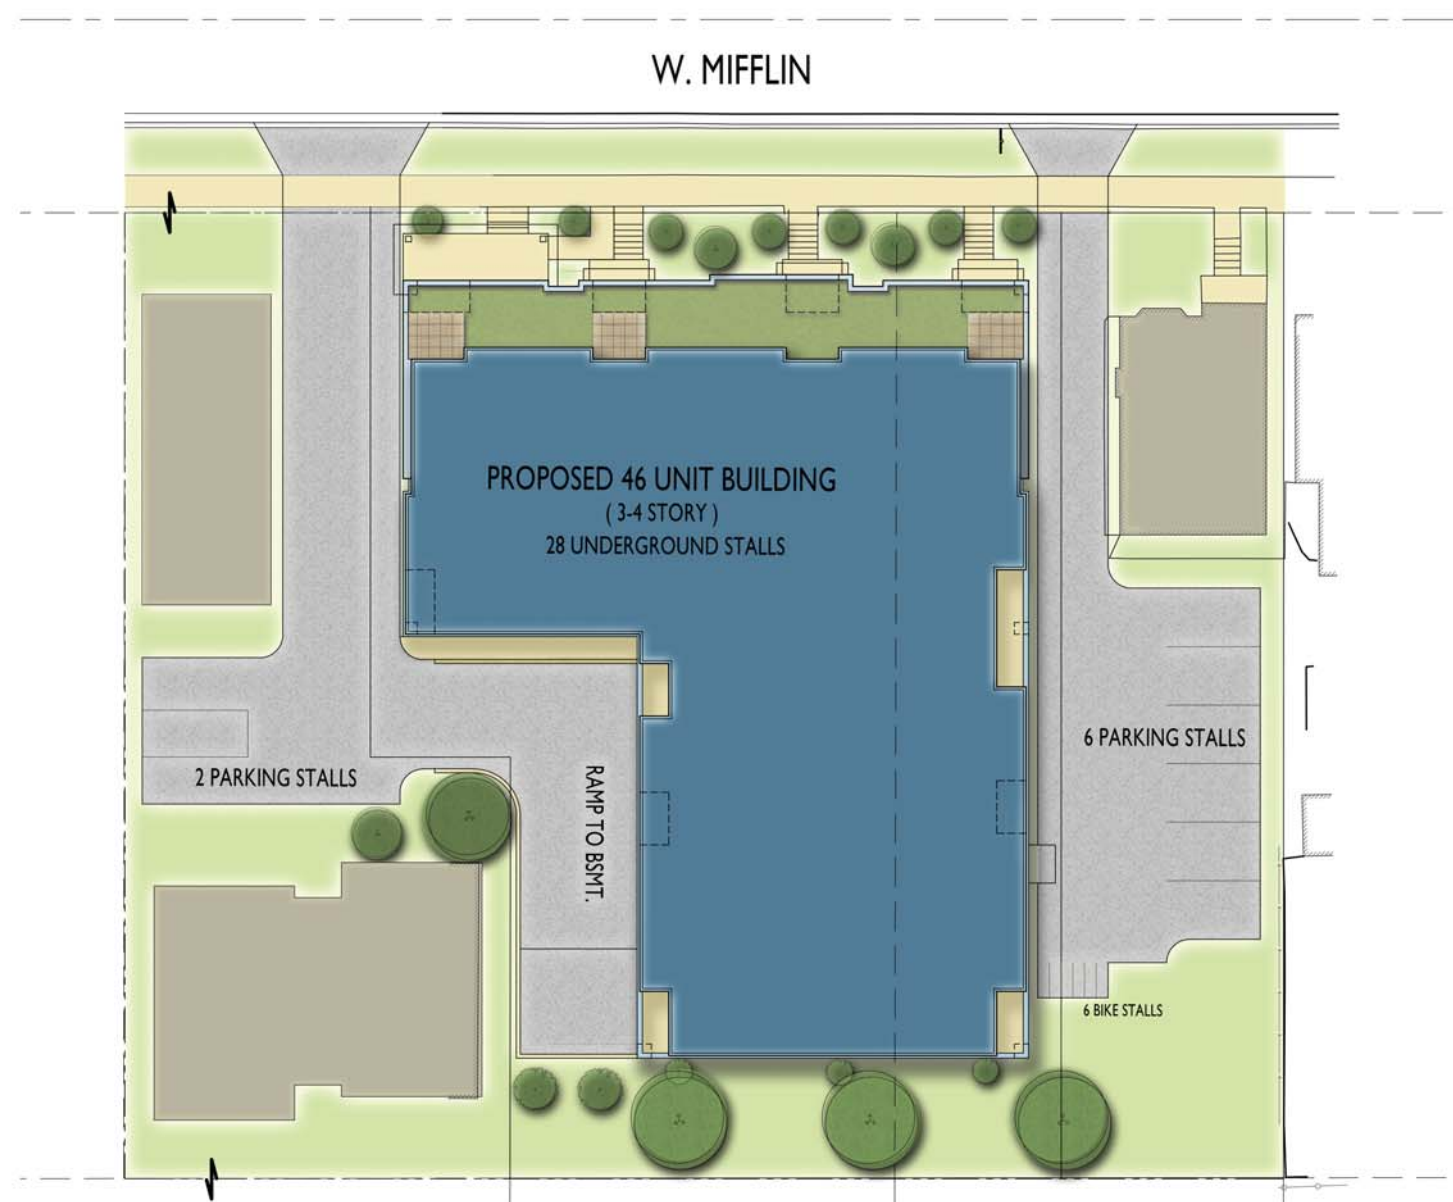 W. MIFFLIN
PROPOSED 46 UNIT BUILDING
( 3-4 STORY )
28 UNDERGROUND STALLS
6 PARKING STALLS
2 PARKING STALLS
RAMP TO BSMT.
6 BIKE STALLS